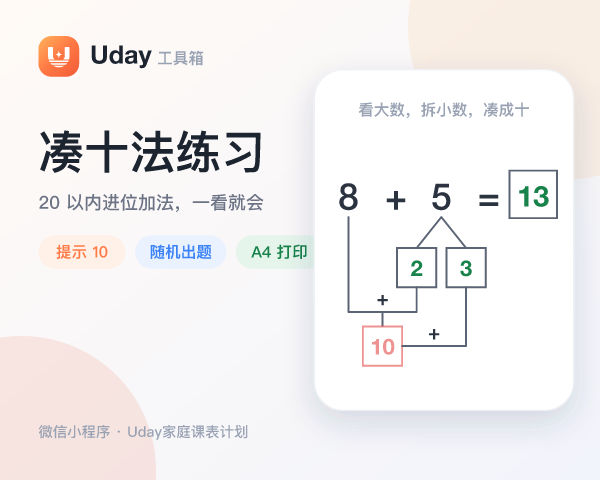 Uday 工具箱
凑十法练习
20 以内进位加法，一看就会
提示 10
随机出题
A4 打印
微信小程序 · Uday家庭课表计划
看大数，拆小数，凑成十
8 + 5 = 13
2 3
+
+
10